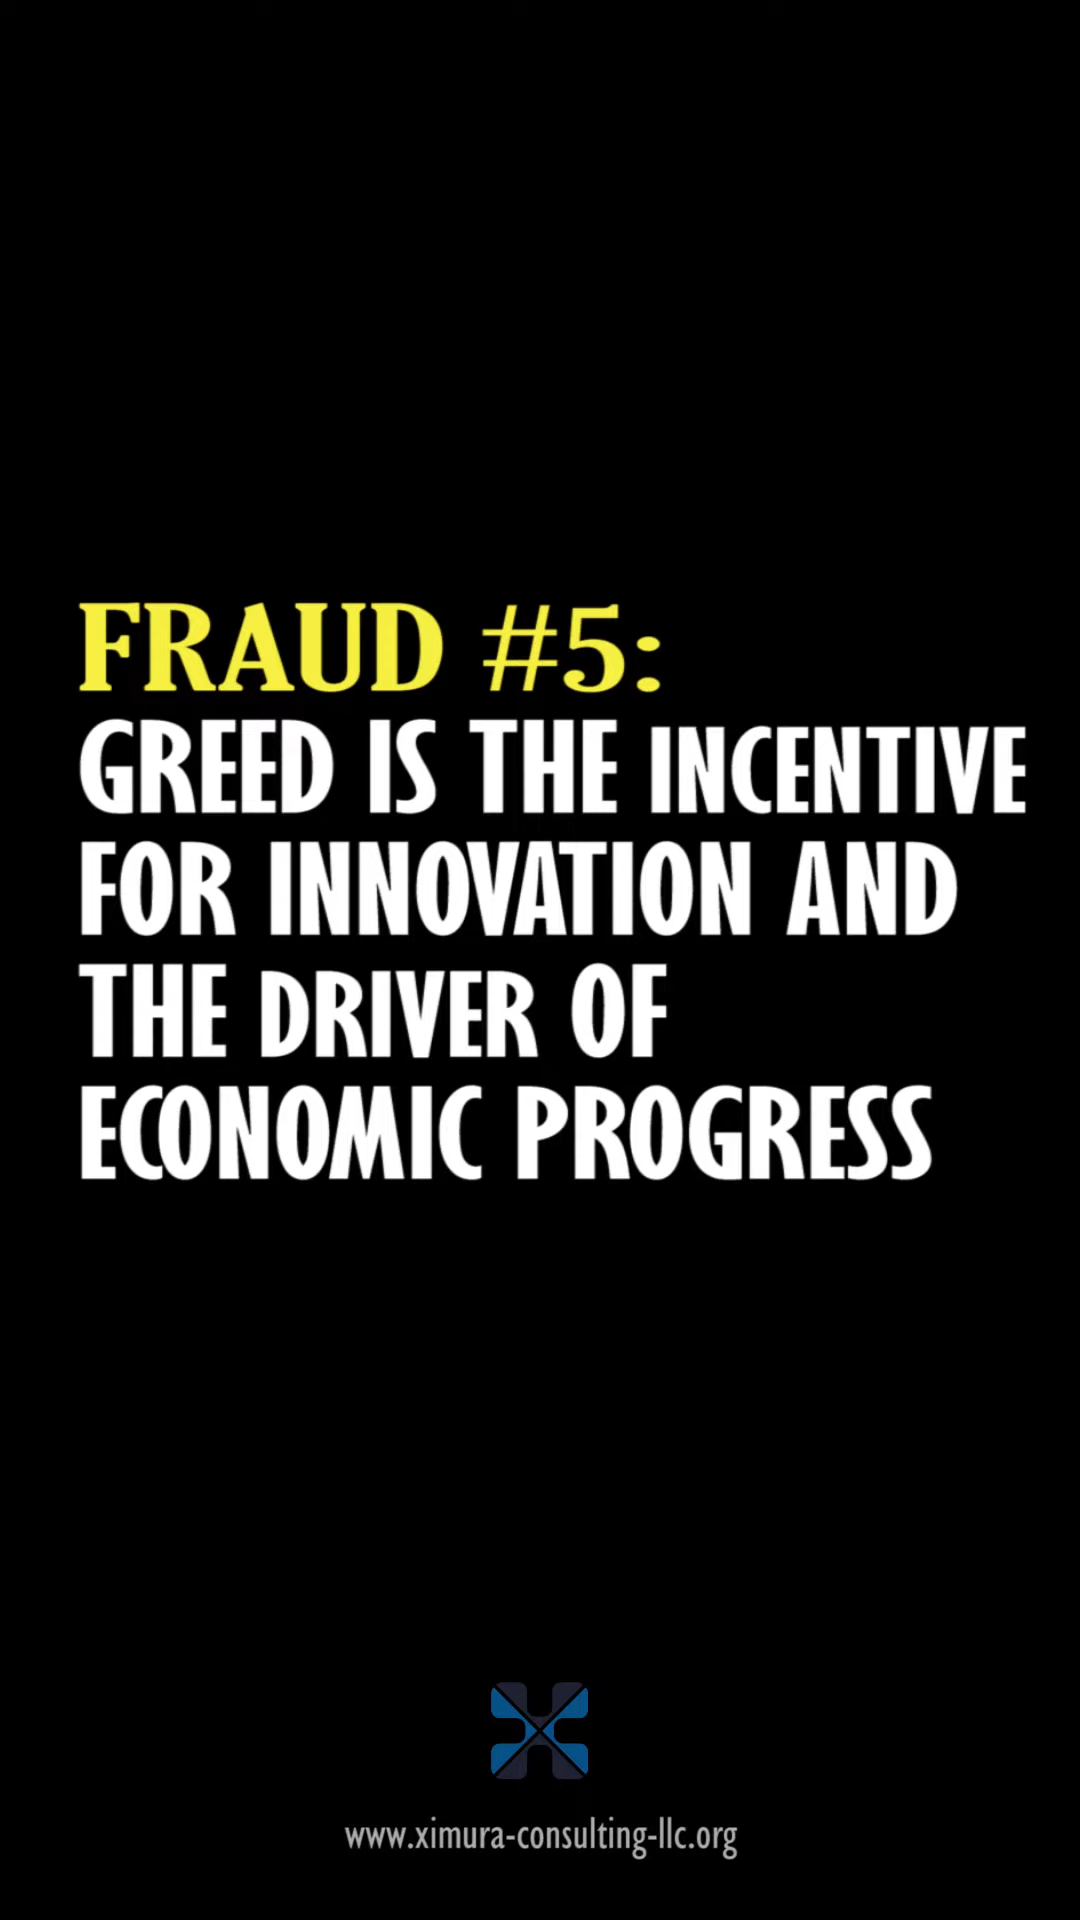 FRAUD #5:
GREED IS THE INCENTIVE
FOR INNOVATION AND
THE DRIVER OF
ECONOMIC PROGRESS
www.ximura-consulting-llc.org